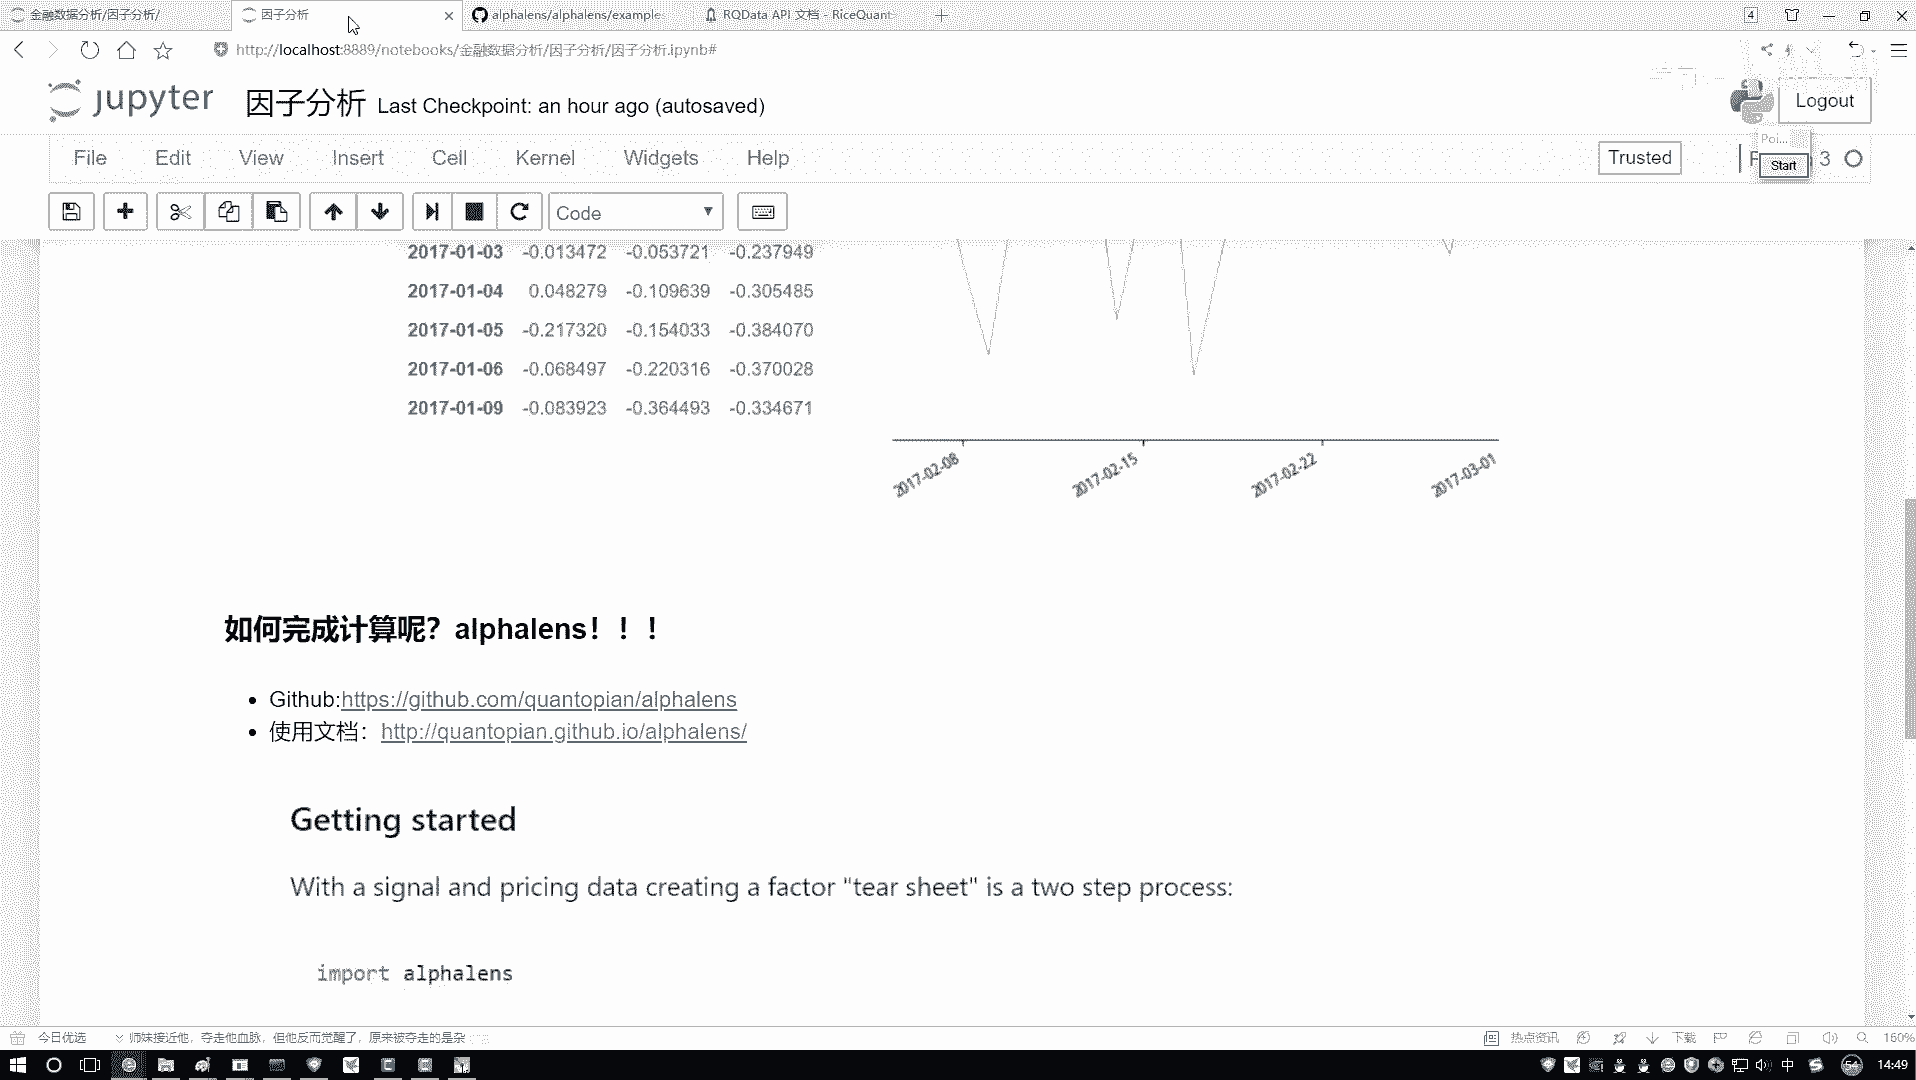 金融数据分析/因子分析/
因子分析
alphalens/alphalens/example
RQData API 文档 - RiceQuant
4
http://localhost:8889/notebooks/金融数据分析/因子分析/因子分析.ipynb#
jupyter 因子分析 Last Checkpoint: an hour ago (autosaved)
Logout
File Edit View Insert Cell Kernel Widgets Help
Trusted
Poi...
Start
3
Code
2017-01-03 -0.013472 -0.053721 -0.237949
2017-01-04 0.048279 -0.109639 -0.305485
2017-01-05 -0.217320 -0.154033 -0.384070
2017-01-06 -0.068497 -0.220316 -0.370028
2017-01-09 -0.083923 -0.364493 -0.334671
2017-02-08
2017-02-15
2017-02-22
2017-03-01
如何完成计算呢？alphalens！！！
Github:https://github.com/quantopian/alphalens
使用文档：http://quantopian.github.io/alphalens/
Getting started
With a signal and pricing data creating a factor "tear sheet" is a two step process:
import alphalens
今日优选
师妹接近他，夺走他血脉，但他反而觉醒了，原来被夺走的是杂
热点资讯
下载
160%
中
54
14:49